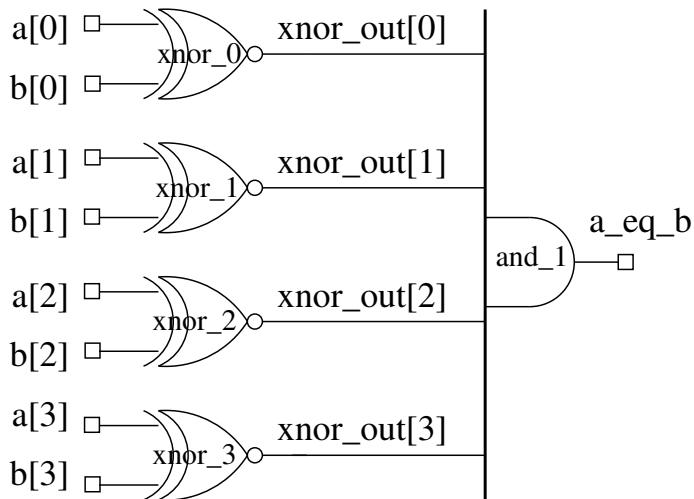 a[0]
xnor_out[0]
xnor_0
b[0]
a[1]
xnor_out[1]
xnor_1
b[1]
a_eq_b
and_1
a[2]
xnor_out[2]
xnor_2
b[2]
a[3]
xnor_out[3]
xnor_3
b[3]